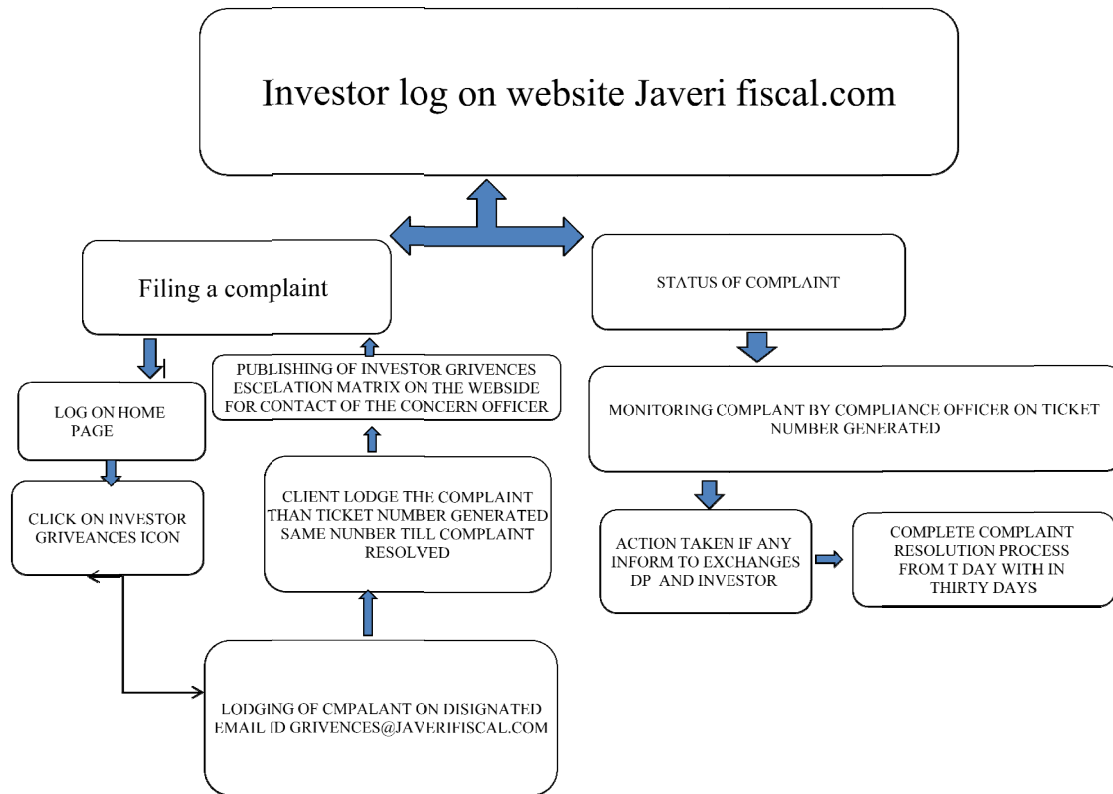 Investor log on website Javeri fiscal.com
Filing a complaint
STATUS OF COMPLAINT
LOG ON HOME
PAGE
CLICK ON INVESTOR
GRIVEANCES ICON
PUBLISHING OF INVESTOR GRIVENCES
ESCELATION MATRIX ON THE WEBSIDE
FOR CONTACT OF THE CONCERN OFFICER
CLIENT LODGE THE COMPLAINT
THAN TICKET NUMBER GENERATED
SAME NUNBER TILL COMPLAINT
RESOLVED
LODGING OF CMPALANT ON DISIGNATED
EMAIL ID GRIVENCES@JAVERIFISCAL.COM
MONITORING COMPLANT BY COMPLIANCE OFFICER ON TICKET
NUMBER GENERATED
ACTION TAKEN IF ANY
INFORM TO EXCHANGES
DP AND INVESTOR
COMPLETE COMPLAINT
RESOLUTION PROCESS
FROM T DAY WITH IN
THIRTY DAYS